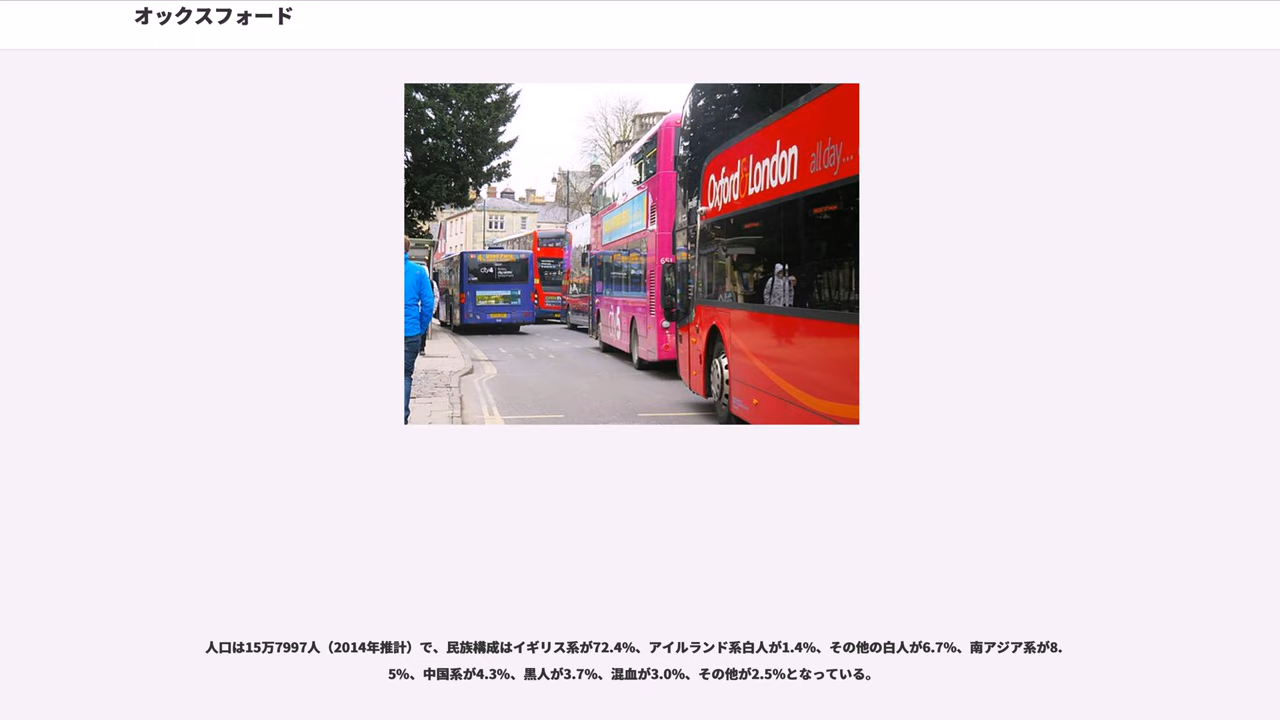 オックスフォード
Oxford & London
all day...
city4
人口は15万7997人（2014年推計）で、民族構成はイギリス系が72.4%、アイルランド系白人が1.4%、その他の白人が6.7%、南アジア系が8.
5%、中国系が4.3%、黒人が3.7%、混血が3.0%、その他が2.5%となっている。